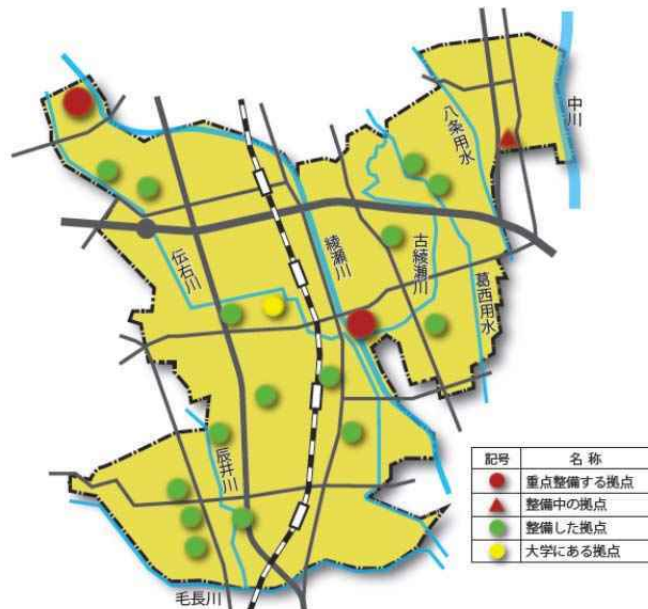 中川
八条用水
伝右川
綾瀬川
古綾瀬川
葛西用水
辰井川
毛長川
記号 名 称
重点整備する拠点
整備中の拠点
整備した拠点
大学にある拠点